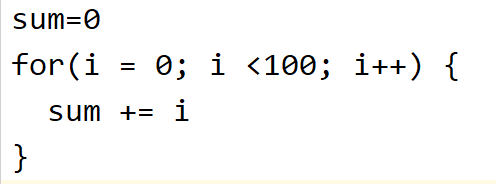 sum=0
for(i = 0; i <100; i++) {
  sum += i
}